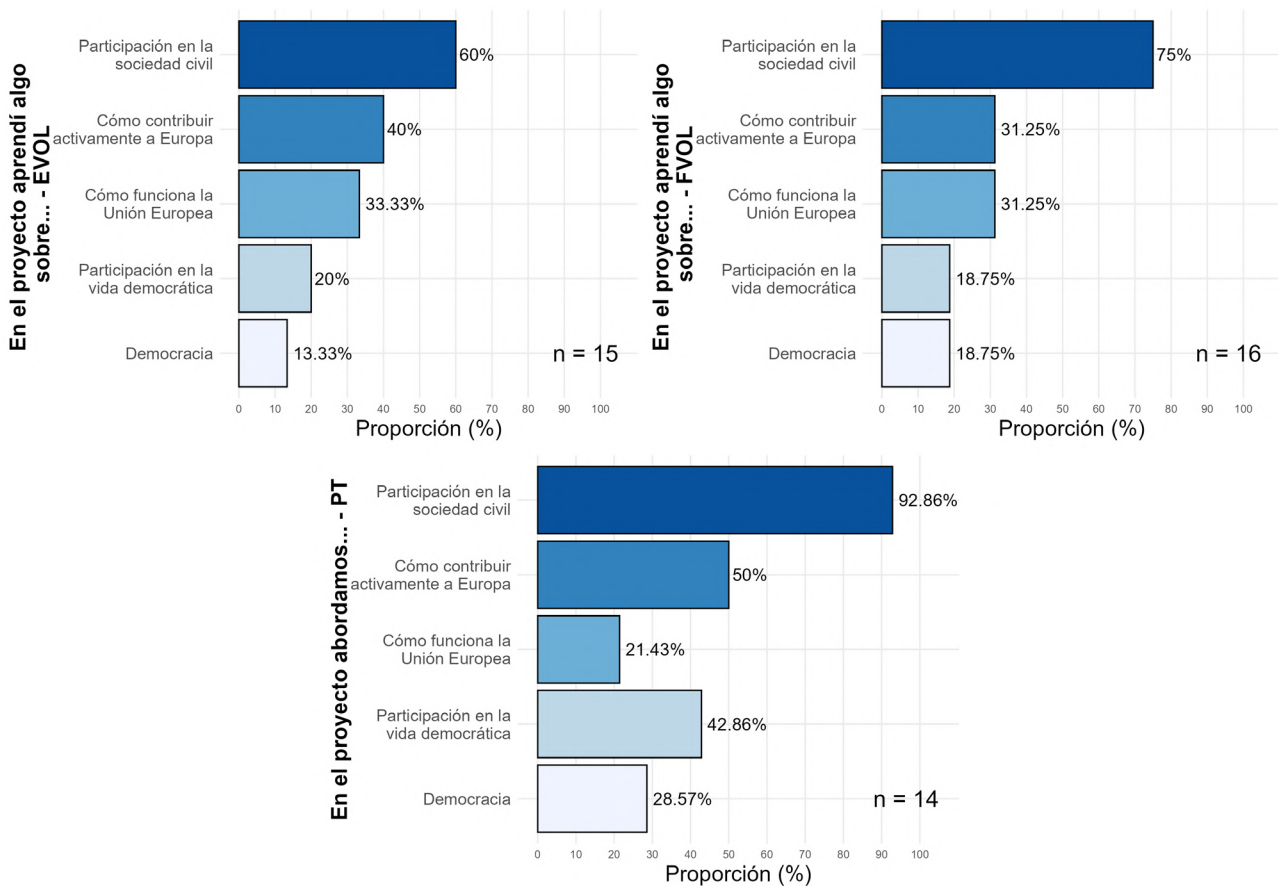 En el proyecto aprendí algo
sobre... - EVOL
Participación en la
sociedad civil
60%
Cómo contribuir
activamente a Europa
40%
Cómo funciona la
Unión Europea
33.33%
Participación en la
vida democrática
20%
Democracia
13.33%
n = 15
0 10 20 30 40 50 60 70 80 90 100
Proporción (%)
En el proyecto aprendí algo
sobre... - FVOL
Participación en la
sociedad civil
75%
Cómo contribuir
activamente a Europa
31.25%
Cómo funciona la
Unión Europea
31.25%
Participación en la
vida democrática
18.75%
Democracia
18.75%
n = 16
0 10 20 30 40 50 60 70 80 90 100
Proporción (%)
En el proyecto abordamos... - PT
Participación en la
sociedad civil
92.86%
Cómo contribuir
activamente a Europa
50%
Cómo funciona la
Unión Europea
21.43%
Participación en la
vida democrática
42.86%
Democracia
28.57%
n = 14
0 10 20 30 40 50 60 70 80 90 100
Proporción (%)